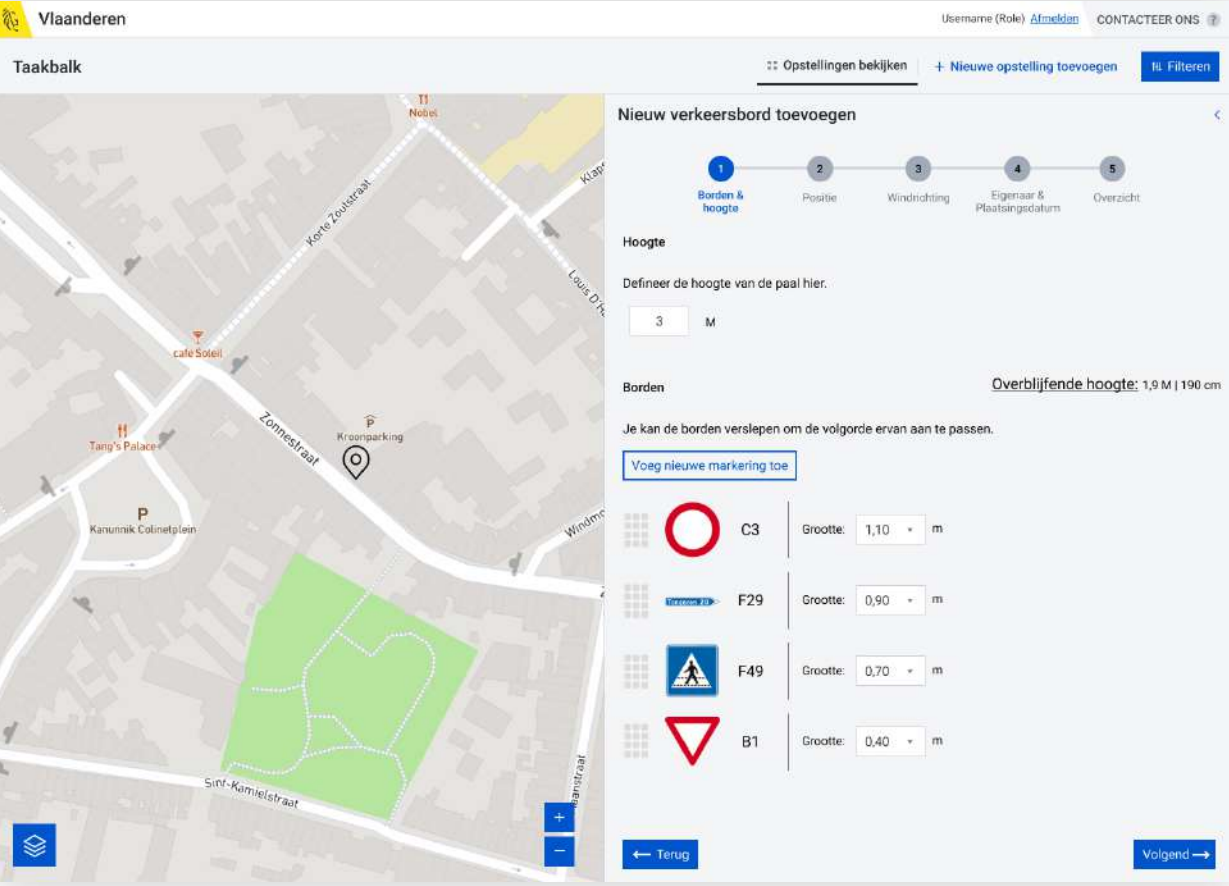 Vlaanderen
Username (Role) Afmelden
CONTACTEER ONS ?
Taakbalk
Opstellingen bekijken
+ Nieuwe opstelling toevoegen
Filteren
Nobel
Korte Zoutstraat
café Soleil
Tang's Palace
Zonnestraat
P
Kroonparking
P
Kanunnik Colinetplein
Sint-Kamielstraat
+
−
Nieuw verkeersbord toevoegen
1
2
3
4
5
Borden &
hoogte
Positie
Windrichting
Eigenaar &
Plaatsingsdatum
Overzicht
Hoogte
Defineer de hoogte van de paal hier.
3 M
Borden
Overblijfende hoogte: 1,9 M | 190 cm
Je kan de borden verslepen om de volgorde ervan aan te passen.
Voeg nieuwe markering toe
C3 Grootte: 1,10 m
Tongeren 20 F29 Grootte: 0,90 m
F49 Grootte: 0,70 m
B1 Grootte: 0,40 m
← Terug
Volgend →